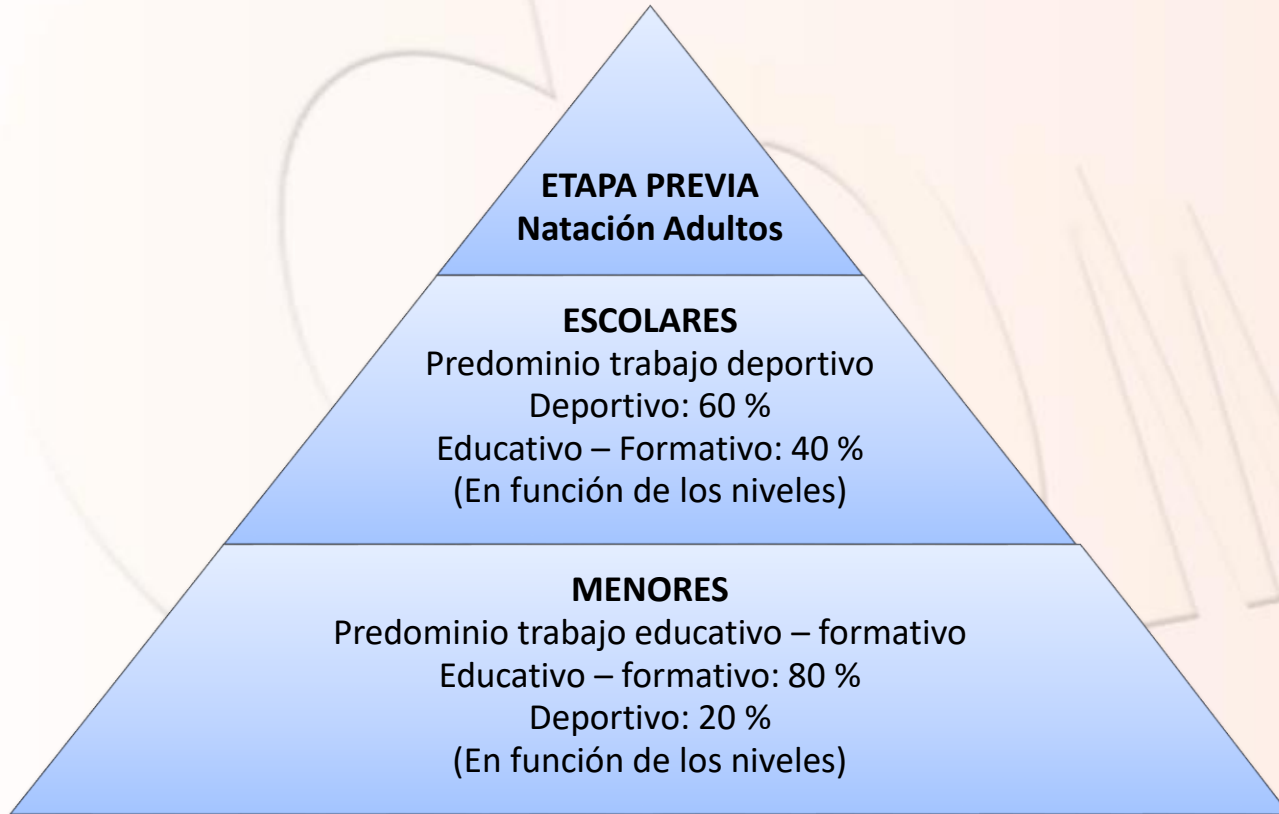 ETAPA PREVIA
Natación Adultos
ESCOLARES
Predominio trabajo deportivo
Deportivo: 60 %
Educativo – Formativo: 40 %
(En función de los niveles)
MENORES
Predominio trabajo educativo – formativo
Educativo – formativo: 80 %
Deportivo: 20 %
(En función de los niveles)